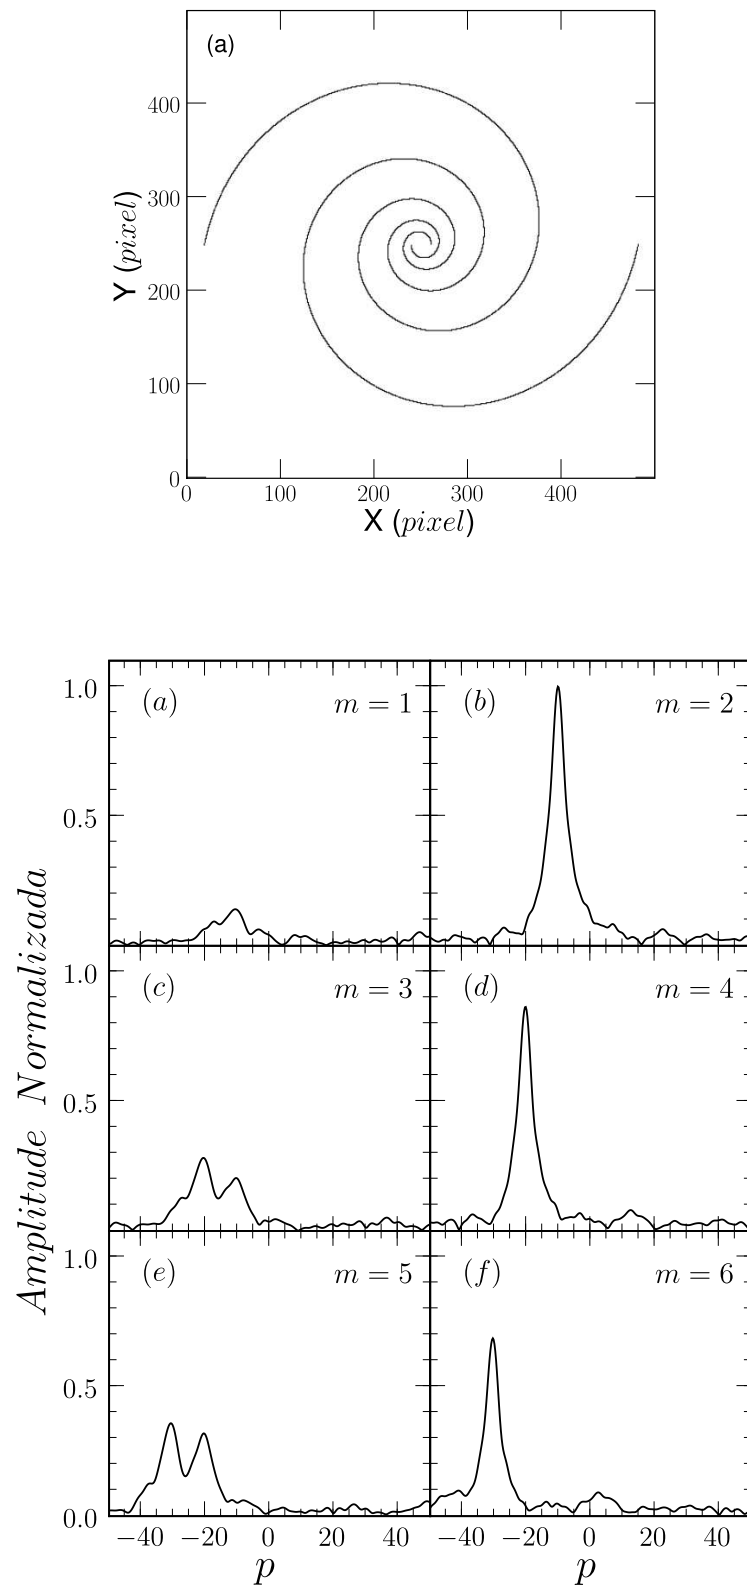 (a)
400
300
200
100
0
Y (pixel)
0 100 200 300 400
X (pixel)
(a) m = 1
(b) m = 2
1.0
0.5
(c) m = 3
(d) m = 4
1.0
0.5
(e) m = 5
(f) m = 6
1.0
0.5
0.0
Amplitude Normalizada
−40 −20 0 20 40
−40 −20 0 20 40
p
p